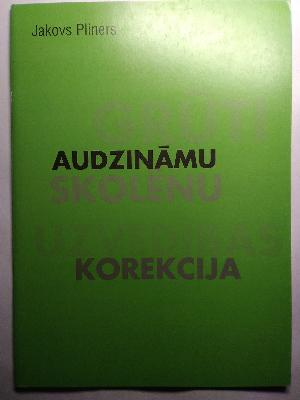 Jakovs Pliners
GRŪTI
AUDZINĀMU
SKOLĒNU
UZVEDĪBAS
KOREKCIJA